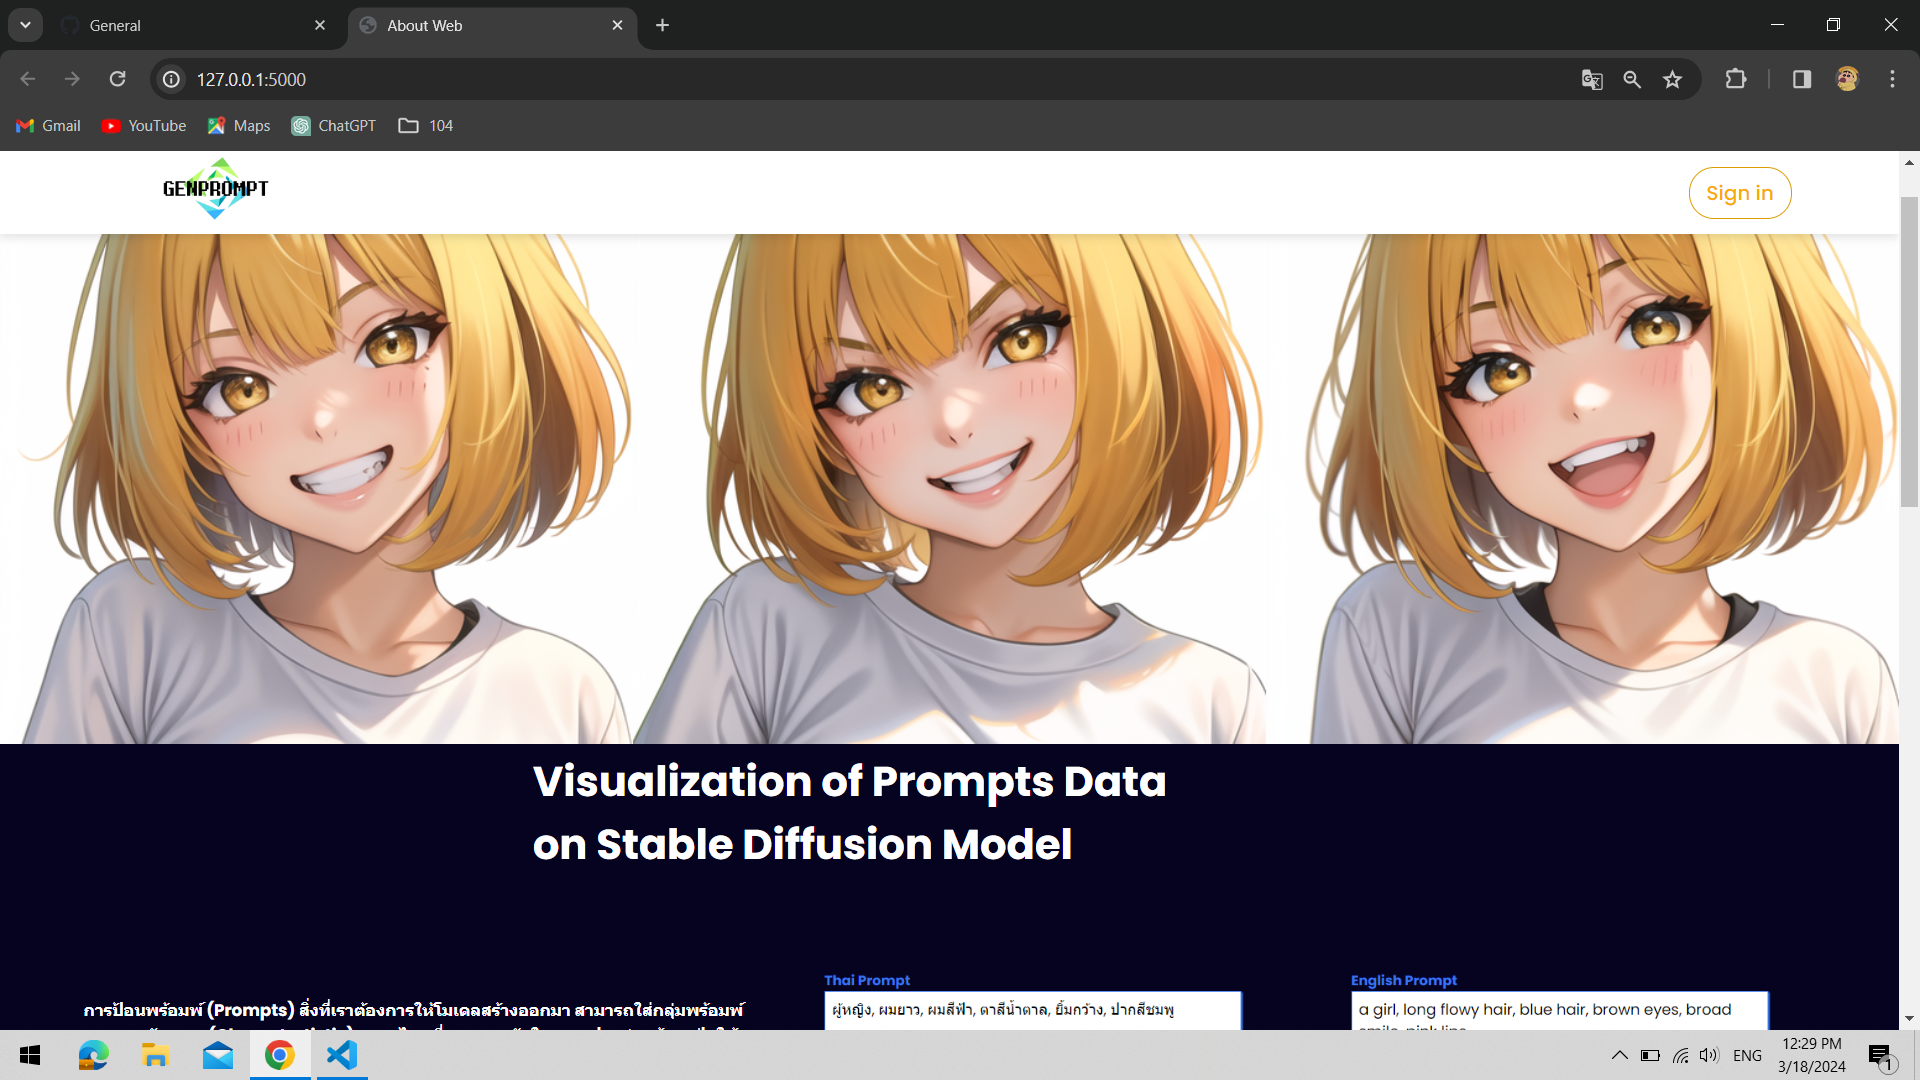 General
About Web
127.0.0.1:5000
Gmail YouTube Maps ChatGPT 104
GENPROMPT
Sign in
Visualization of Prompts Data
on Stable Diffusion Model
Thai Prompt
English Prompt
การป้อนพร้อมพ์ (Prompts) สิ่งที่เราต้องการให้โมเดลสร้างออกมา สามารถใส่กลุ่มพร้อมพ์
ผู้หญิง, ผมยาว, ผมสีฟ้า, ตาสีน้ำตาล, ยิ้มกว้าง, ปากสีชมพู
a girl, long flowy hair, blue hair, brown eyes, broad
ENG
12:29 PM
3/18/2024
1